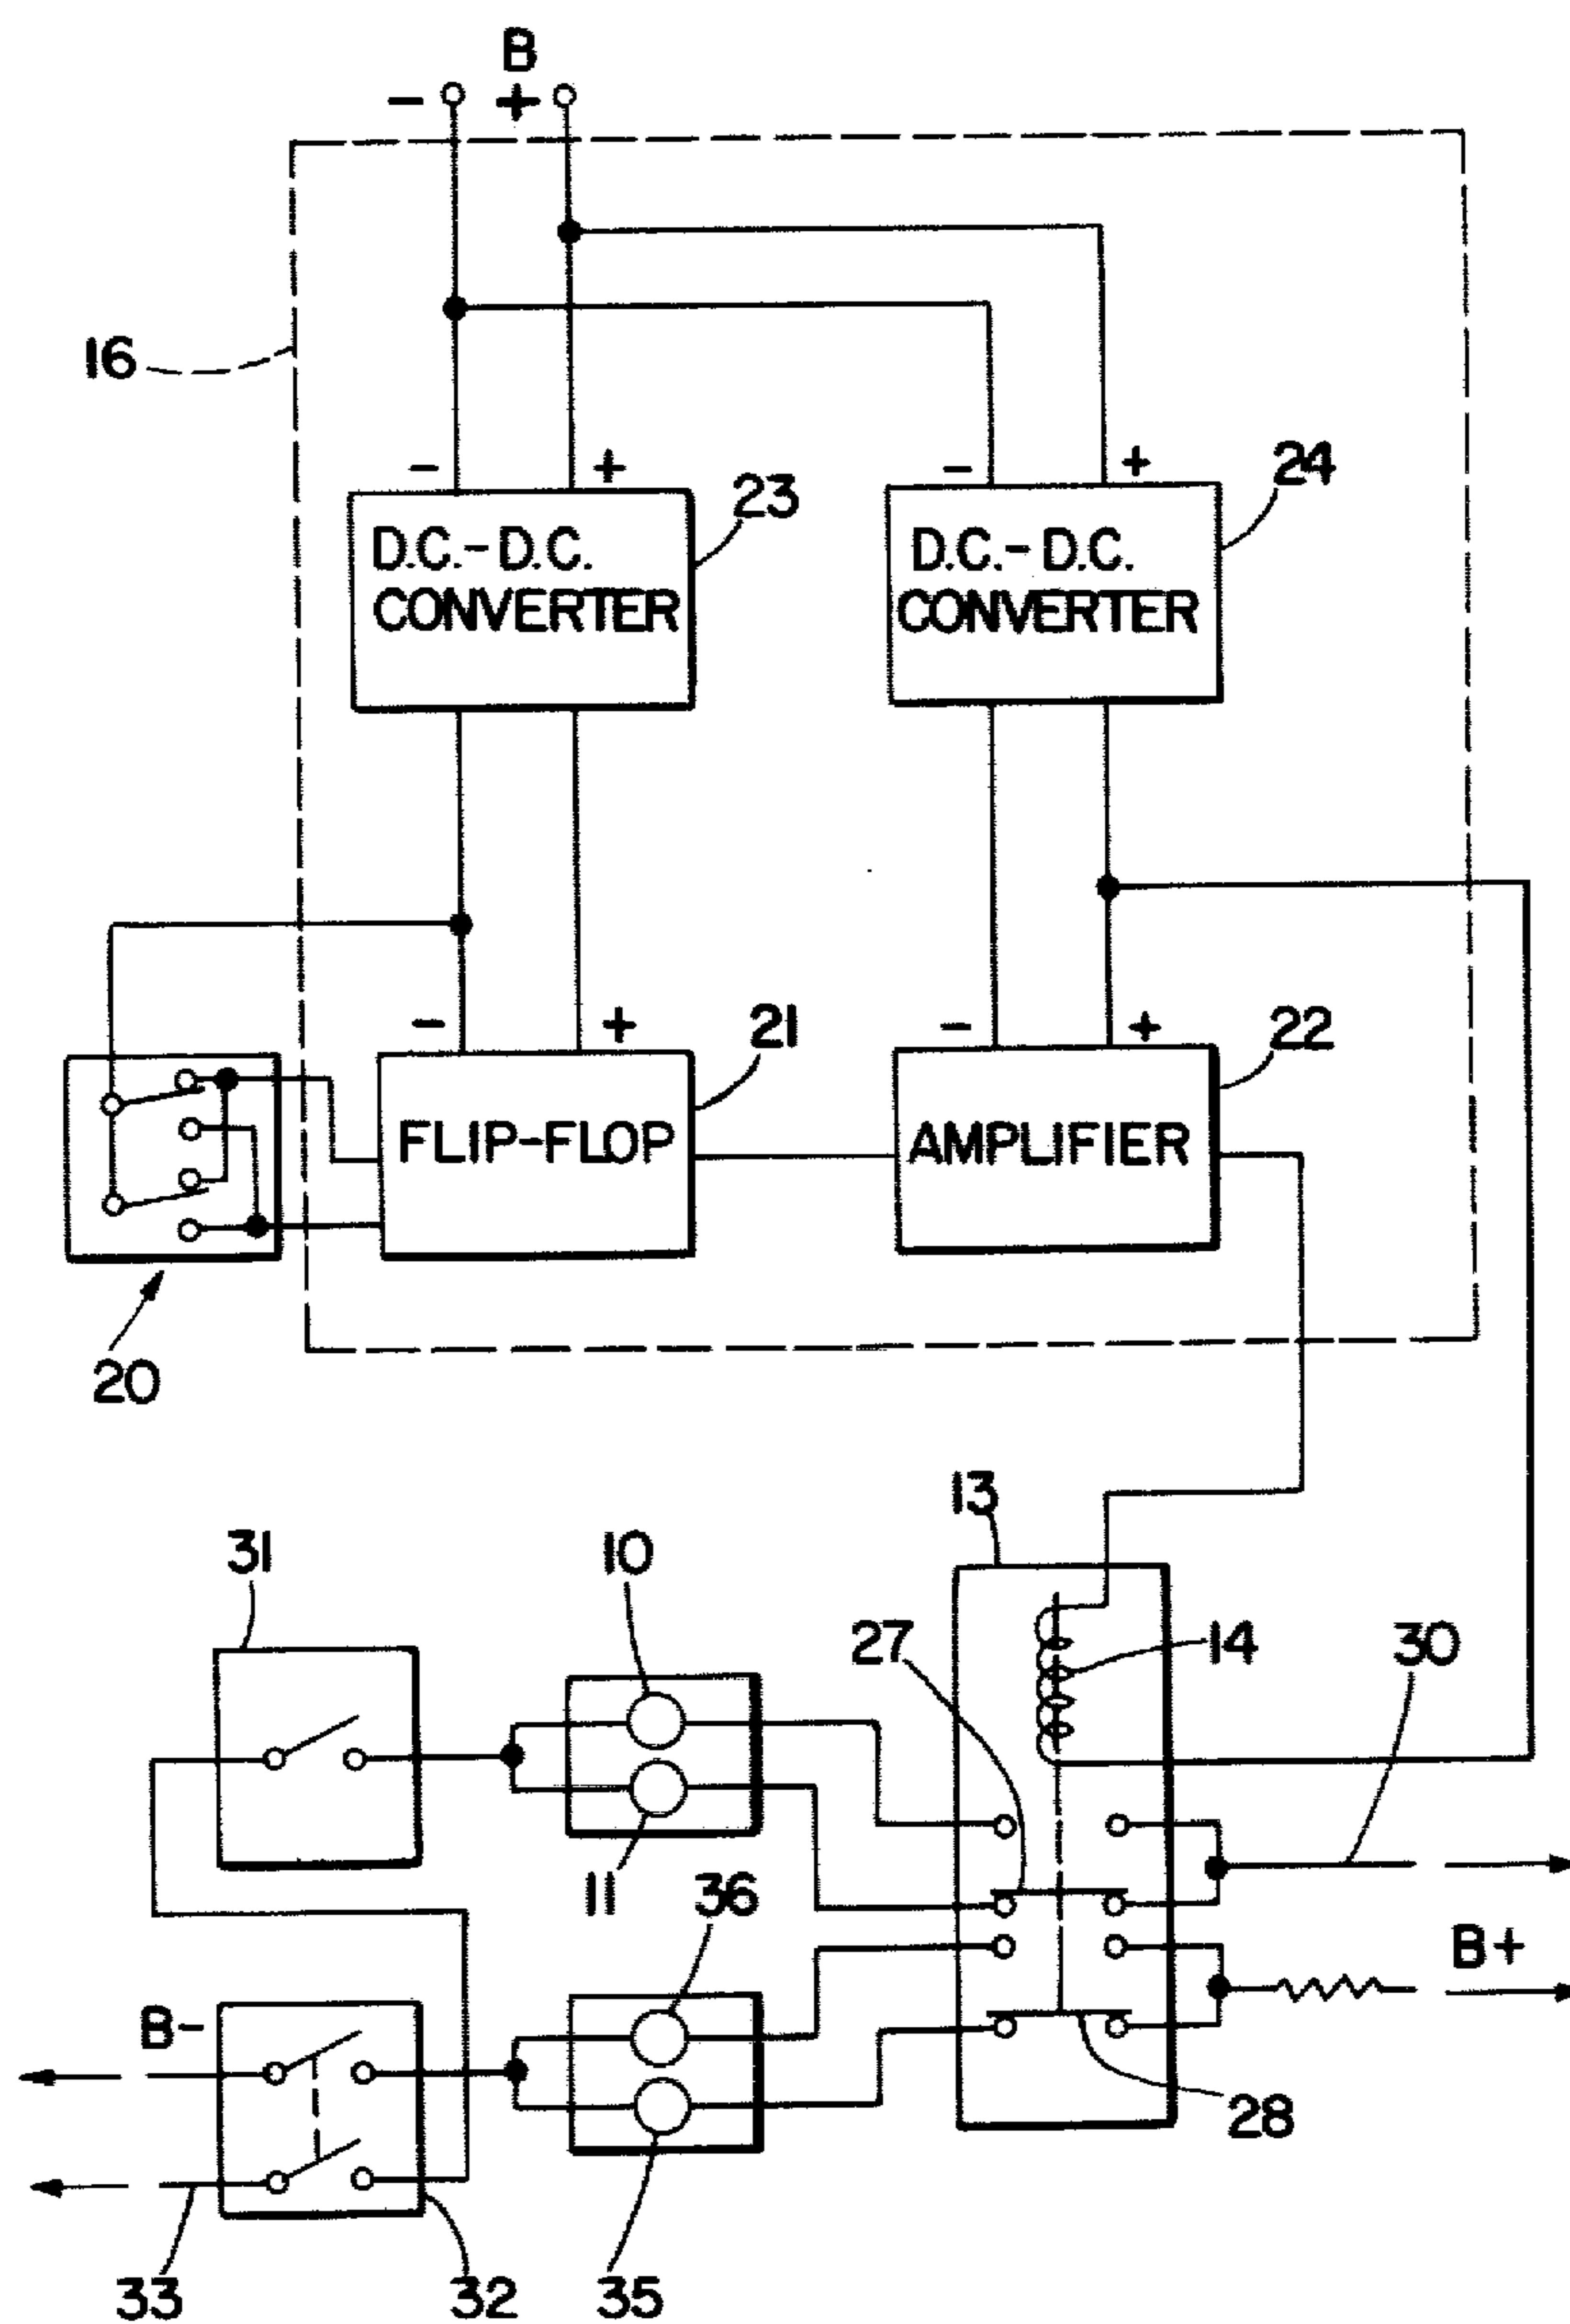 B
- +
16
- +
- +
23
24
D.C.-D.C.
CONVERTER
D.C.-D.C.
CONVERTER
- +
- +
21
22
FLIP-FLOP
AMPLIFIER
20
13
31
10
27
14
30
11
36
B+
B-
28
33
32
35